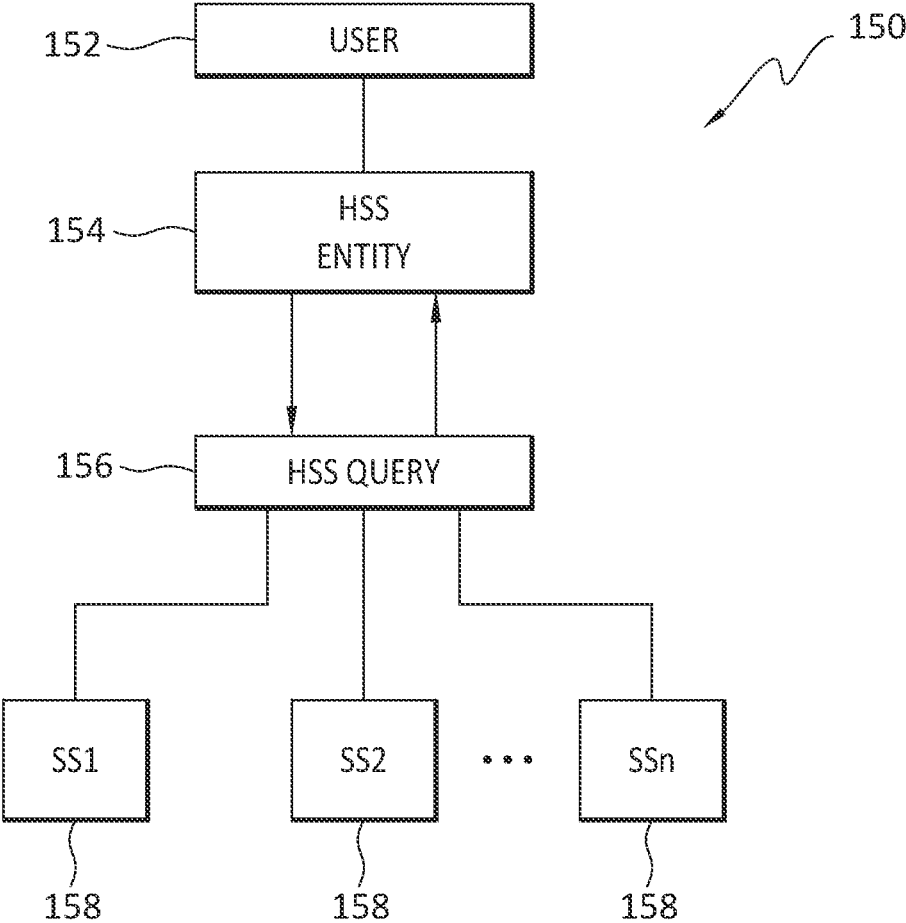 150
152 USER
154 HSS
ENTITY
156 HSS QUERY
SS1 SS2 ... SSn
158 158 158